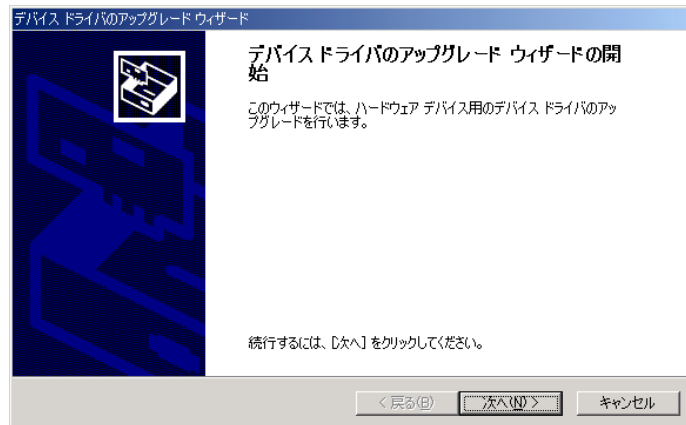 デバイス ドライバのアップグレード ウィザード
デバイス ドライバのアップグレード ウィザードの開
始
このウィザードでは、ハードウェア デバイス用のデバイス ドライバのアッ
プグレードを行います。
続行するには、[次へ] をクリックしてください。
< 戻る(B)
次へ(N) >
キャンセル